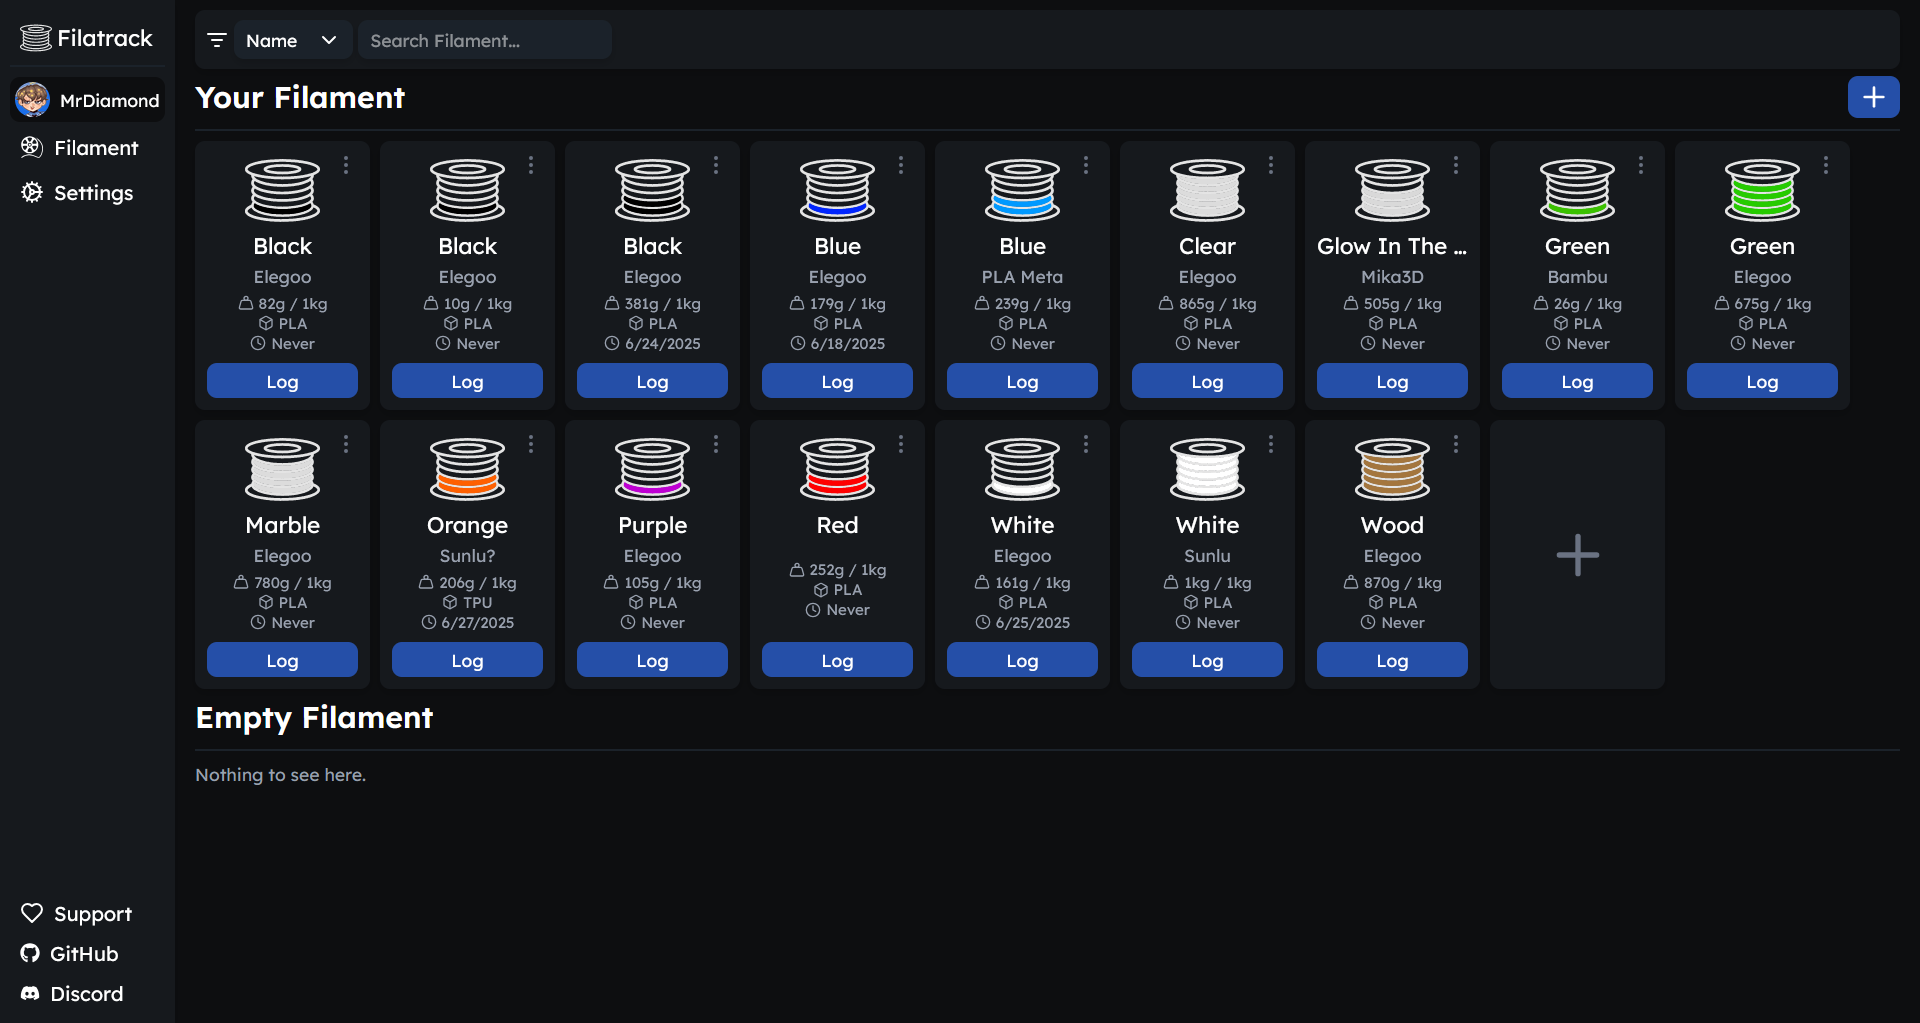 Filatrack
MrDiamond
Filament
Settings
Support
GitHub
Discord
Name
Search Filament...
Your Filament
Black
Elegoo
82g / 1kg
PLA
Never
Log
Black
Elegoo
10g / 1kg
PLA
Never
Log
Black
Elegoo
381g / 1kg
PLA
6/24/2025
Log
Blue
Elegoo
179g / 1kg
PLA
6/18/2025
Log
Blue
PLA Meta
239g / 1kg
PLA
Never
Log
Clear
Elegoo
865g / 1kg
PLA
Never
Log
Glow In The ...
Mika3D
505g / 1kg
PLA
Never
Log
Green
Bambu
26g / 1kg
PLA
Never
Log
Green
Elegoo
675g / 1kg
PLA
Never
Log
Marble
Elegoo
780g / 1kg
PLA
Never
Log
Orange
Sunlu?
206g / 1kg
TPU
6/27/2025
Log
Purple
Elegoo
105g / 1kg
PLA
Never
Log
Red
252g / 1kg
PLA
Never
Log
White
Elegoo
161g / 1kg
PLA
6/25/2025
Log
White
Sunlu
1kg / 1kg
PLA
Never
Log
Wood
Elegoo
870g / 1kg
PLA
Never
Log
Empty Filament
Nothing to see here.